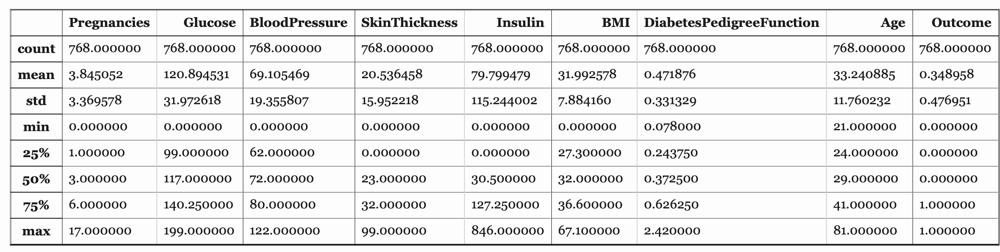 Pregnancies Glucose BloodPressure SkinThickness Insulin BMI DiabetesPedigreeFunction Age Outcome
count 768.000000 768.000000 768.000000 768.000000 768.000000 768.000000 768.000000 768.000000 768.000000
mean 3.845052 120.894531 69.105469 20.536458 79.799479 31.992578 0.471876 33.240885 0.348958
std 3.369578 31.972618 19.355807 15.952218 115.244002 7.884160 0.331329 11.760232 0.476951
min 0.000000 0.000000 0.000000 0.000000 0.000000 0.000000 0.078000 21.000000 0.000000
25% 1.000000 99.000000 62.000000 0.000000 0.000000 27.300000 0.243750 24.000000 0.000000
50% 3.000000 117.000000 72.000000 23.000000 30.500000 32.000000 0.372500 29.000000 0.000000
75% 6.000000 140.250000 80.000000 32.000000 127.250000 36.600000 0.626250 41.000000 1.000000
max 17.000000 199.000000 122.000000 99.000000 846.000000 67.100000 2.420000 81.000000 1.000000